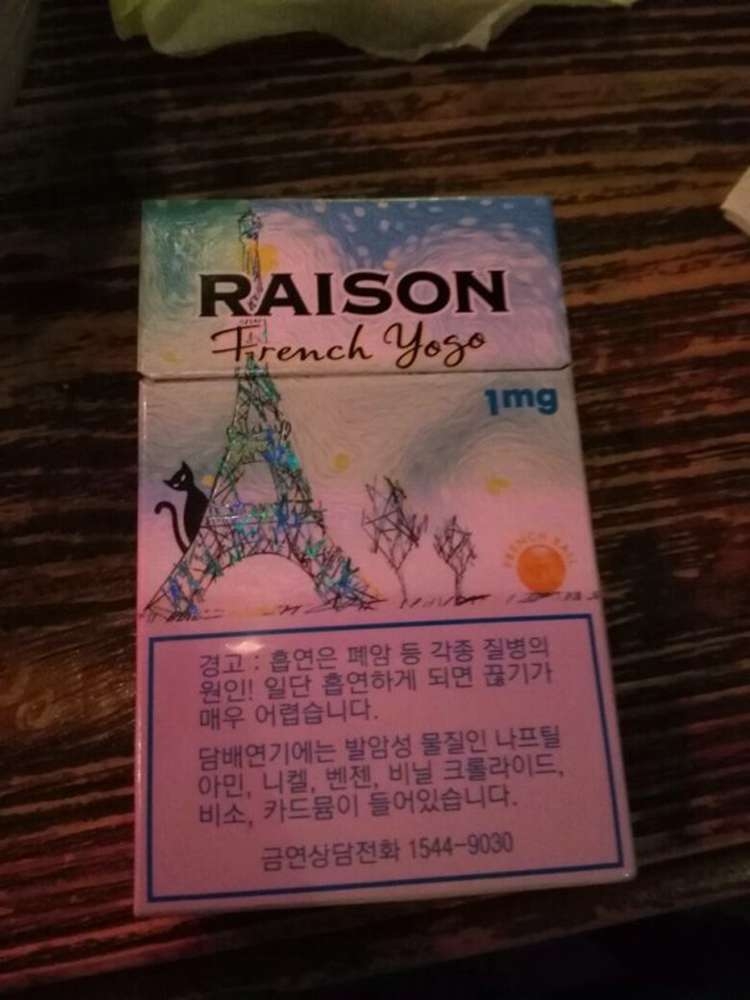 RAISON
French Yogo
1mg
FRENCH BALL
경고 : 흡연은 폐암 등 각종 질병의
원인! 일단 흡연하게 되면 끊기가
매우 어렵습니다.
담배연기에는 발암성 물질인 나프틸
아민, 니켈, 벤젠, 비닐 크롤라이드,
비소, 카드뮴이 들어있습니다.
금연상담전화 1544-9030